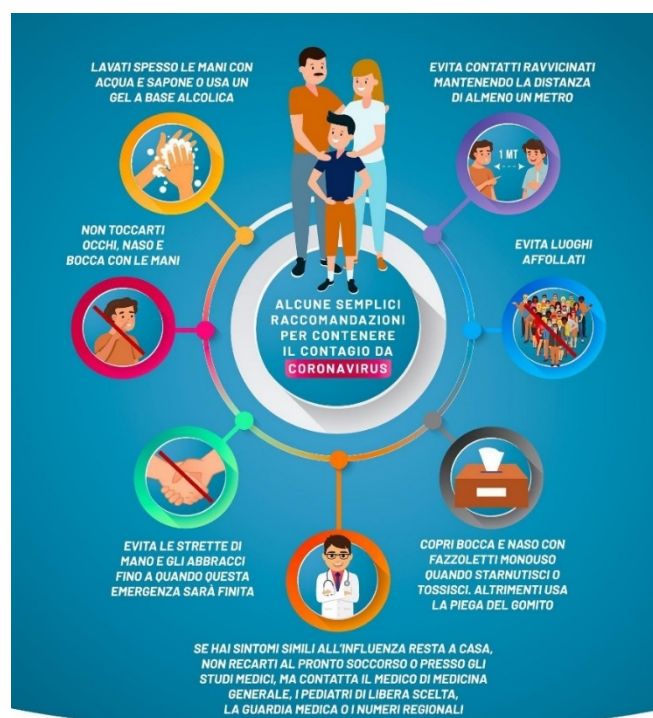 LAVATI SPESSO LE MANI CON
ACQUA E SAPONE O USA UN
GEL A BASE ALCOLICA
EVITA CONTATTI RAVVICINATI
MANTENENDO LA DISTANZA
DI ALMENO UN METRO
1 MT
NON TOCCARTI
OCCHI, NASO E
BOCCA CON LE MANI
EVITA LUOGHI
AFFOLLATI
ALCUNE SEMPLICI
RACCOMANDAZIONI
PER CONTENERE
IL CONTAGIO DA
CORONAVIRUS
EVITA LE STRETTE DI
MANO E GLI ABBRACCI
FINO A QUANDO QUESTA
EMERGENZA SARÀ FINITA
COPRI BOCCA E NASO CON
FAZZOLETTI MONOUSO
QUANDO STARNUTISCI O
TOSSISCI. ALTRIMENTI USA
LA PIEGA DEL GOMITO
SE HAI SINTOMI SIMILI ALL'INFLUENZA RESTA A CASA,
NON RECARTI AL PRONTO SOCCORSO O PRESSO GLI
STUDI MEDICI, MA CONTATTA IL MEDICO DI MEDICINA
GENERALE, I PEDIATRI DI LIBERA SCELTA,
LA GUARDIA MEDICA O I NUMERI REGIONALI